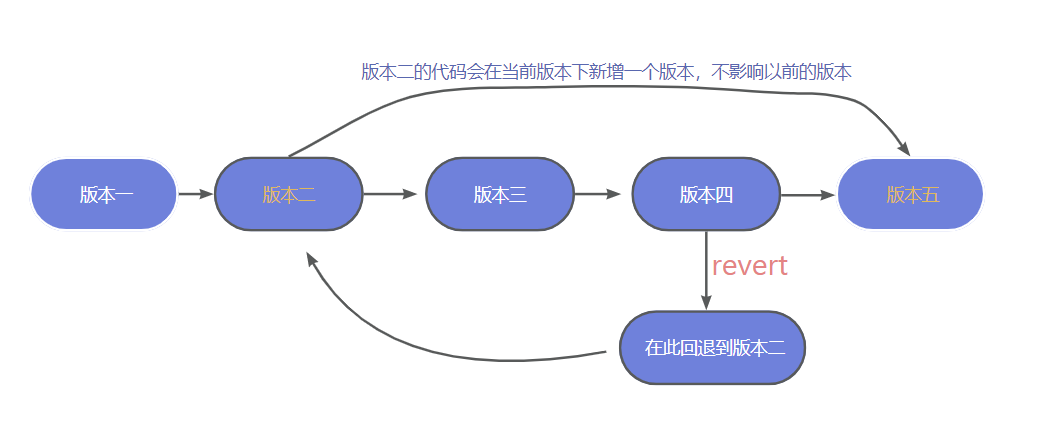 版本二的代码会在当前版本下新增一个版本，不影响以前的版本
版本一
版本二
版本三
版本四
版本五
revert
在此回退到版本二